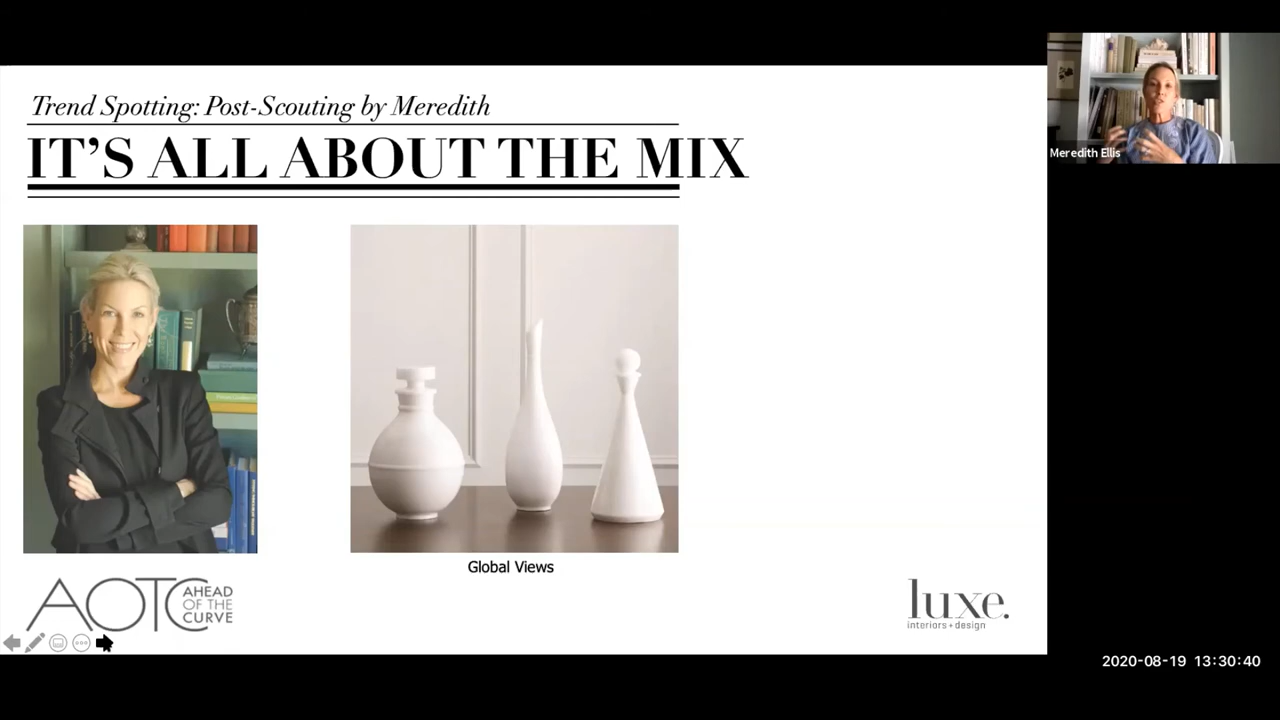 Trend Spotting: Post-Scouting by Meredith
IT'S ALL ABOUT THE MIX
Meredith Ellis
Global Views
AOTC AHEAD
OF THE
CURVE
luxe.
interiors+design
2020-08-19 13:30:40